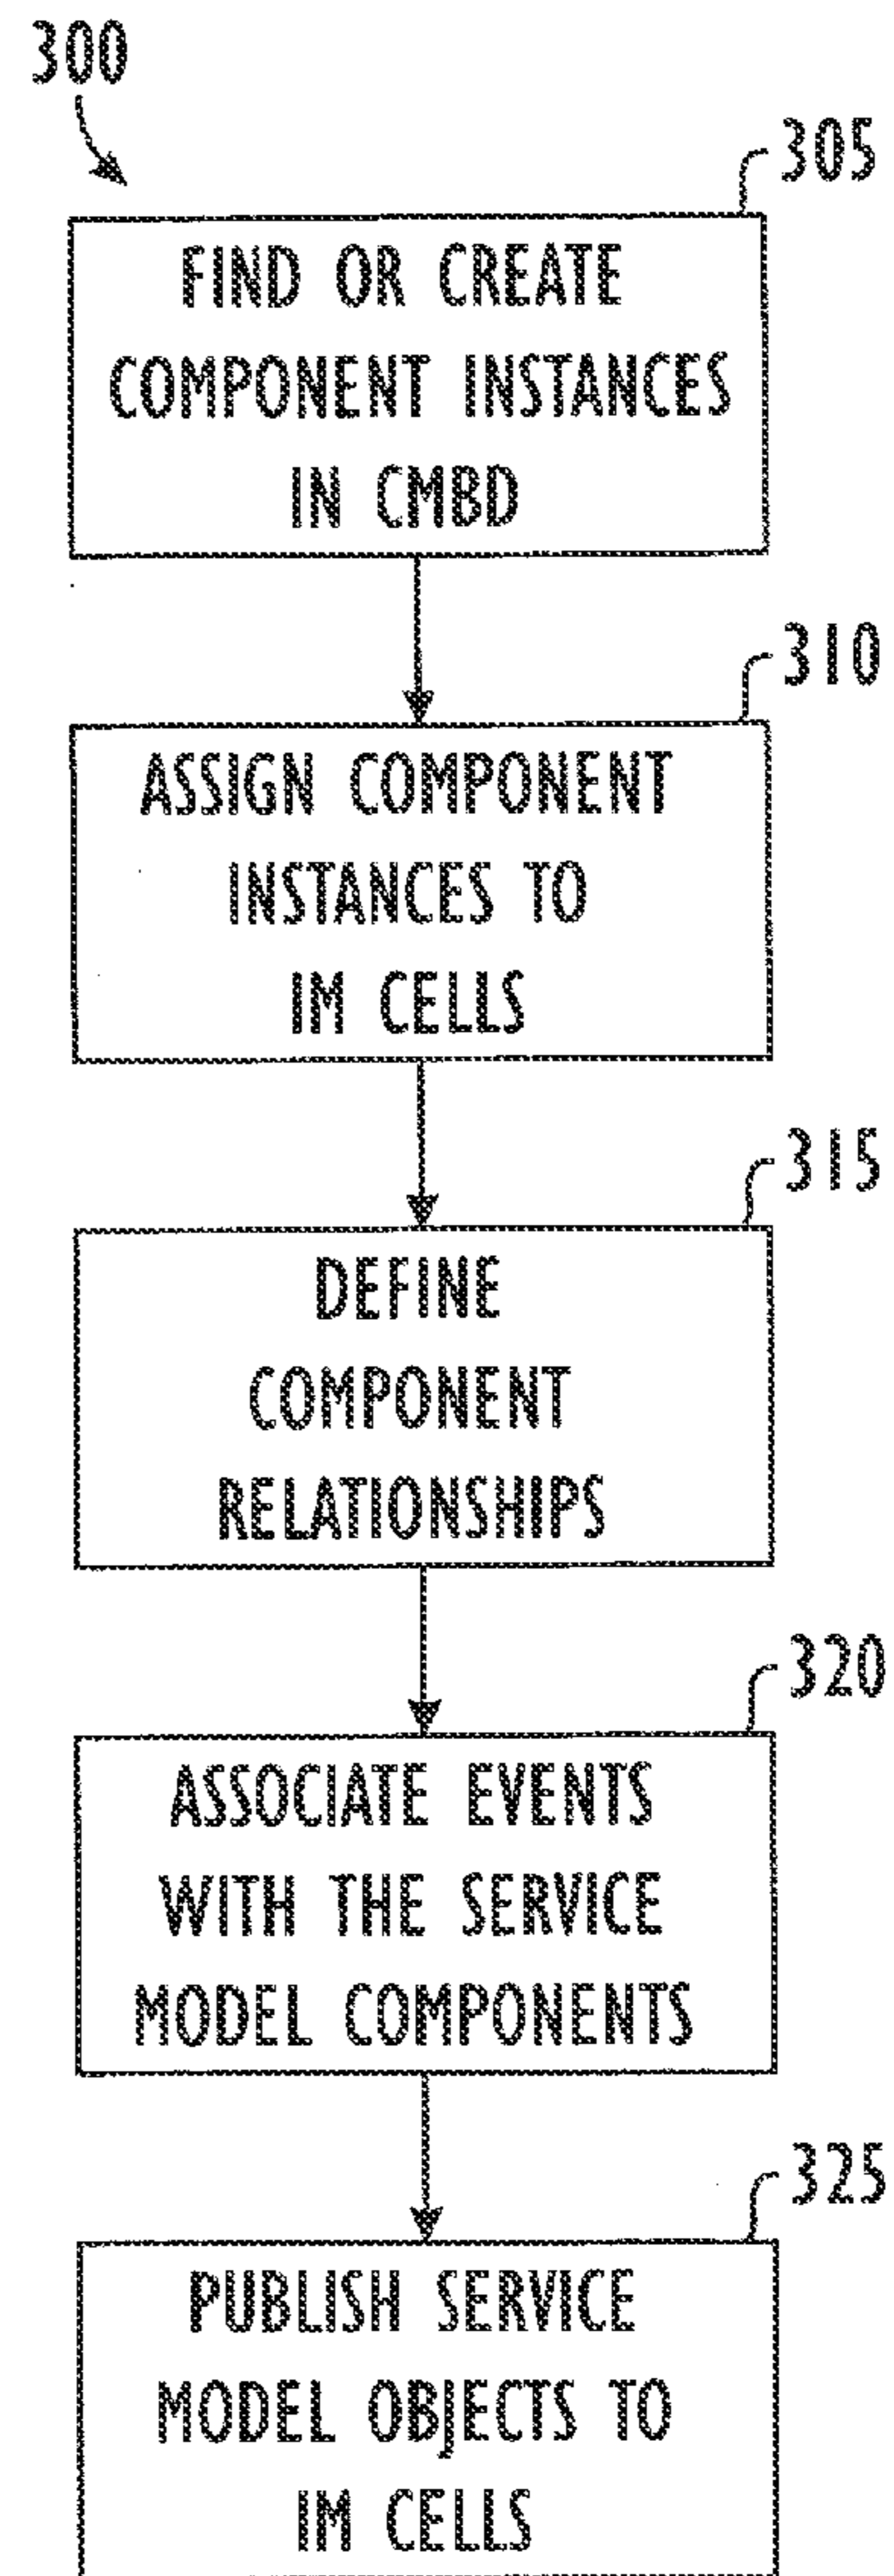 300
305
FIND OR CREATE
COMPONENT INSTANCES
IN CMBD
310
ASSIGN COMPONENT
INSTANCES TO
IM CELLS
315
DEFINE
COMPONENT
RELATIONSHIPS
320
ASSOCIATE EVENTS
WITH THE SERVICE
MODEL COMPONENTS
325
PUBLISH SERVICE
MODEL OBJECTS TO
IM CELLS